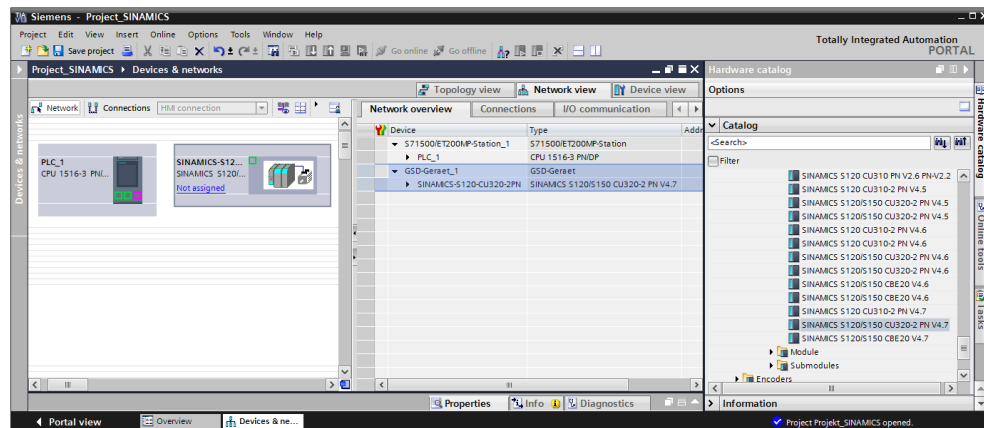 Siemens - Project_SINAMICS
Project Edit View Insert Online Options Tools Window Help
Totally Integrated Automation
PORTAL
Save project Go online Go offline
Project_SINAMICS Devices & networks
Hardware catalog
Topology view Network view Device view
Options
Network Connections HMI connection
Network overview Connections I/O communication
Device Type Addr
S71500/ET200MP-Station_1 S71500/ET200MP-Station
PLC_1 CPU 1516-3 PN/DP
GSD-Geraet_1 GSD-Geraet
SINAMICS-S120-CU320-2PN SINAMICS S120/S150 CU320-2 PN V4.7
PLC_1
CPU 1516-3 PN/...
SINAMICS-S12...
SINAMICS S120/...
Not assigned
Catalog
<Search>
Filter
SINAMICS S120 CU310 PN V2.6 PN-V2.2
SINAMICS S120 CU310-2 PN V4.5
SINAMICS S120/S150 CU320-2 PN V4.5
SINAMICS S120/S150 CU320-2 PN V4.5
SINAMICS S120 CU310-2 PN V4.6
SINAMICS S120 CU310-2 PN V4.6
SINAMICS S120/S150 CU320-2 PN V4.6
SINAMICS S120/S150 CU320-2 PN V4.6
SINAMICS S120/S150 CBE20 V4.6
SINAMICS S120/S150 CBE20 V4.6
SINAMICS S120 CU310-2 PN V4.7
SINAMICS S120/S150 CU320-2 PN V4.7
SINAMICS S120/S150 CBE20 V4.7
Module
Submodules
Encoders
Information
Devices & networks
Hardware catalog
Online tools
Tasks
Properties Info Diagnostics
Portal view Overview Devices & ne...
Project Projekt_SINAMICS opened.